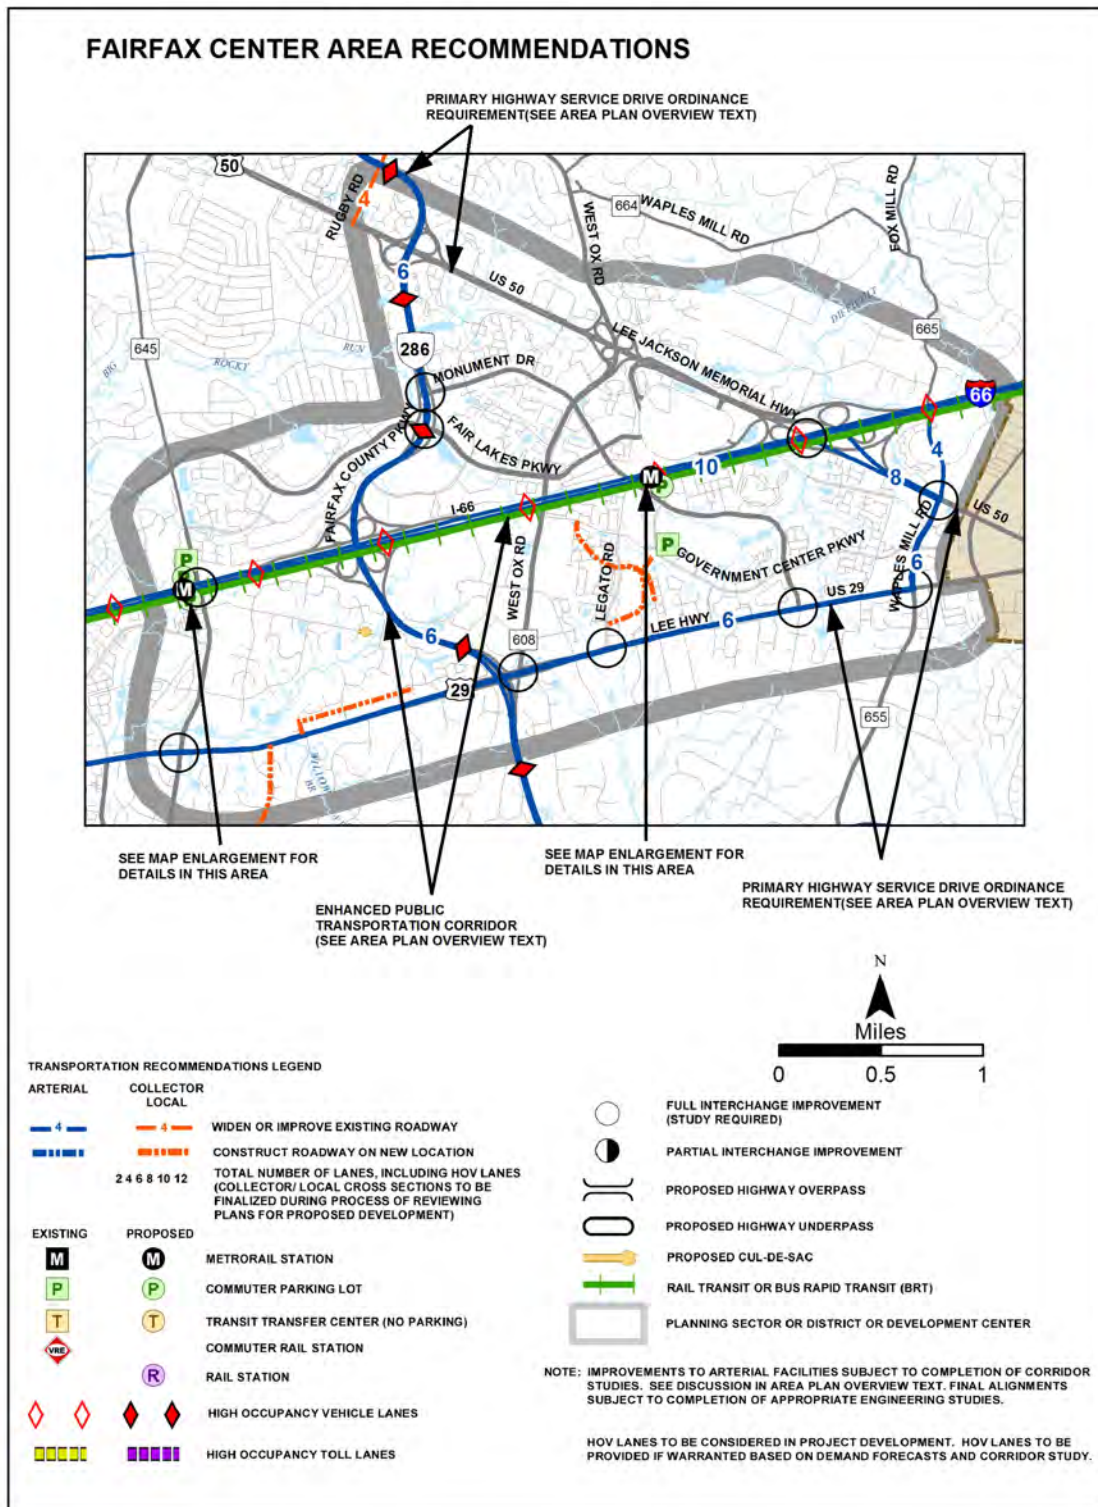 FAIRFAX CENTER AREA RECOMMENDATIONS
PRIMARY HIGHWAY SERVICE DRIVE ORDINANCE
REQUIREMENT(SEE AREA PLAN OVERVIEW TEXT)
50
RUGBY RD
4
WEST OX RD
664
WAPLES MILL RD
FOX MILL RD
6
US 50
DIFFICULT
665
645
BIG
ROCKY
RUN
286
MONUMENT DR
LEE JACKSON MEMORIAL HWY
66
FAIR LAKES PKWY
FAIRFAX COUNTY PKWY
10
4
8
M
P
I-66
US 50
P
WEST OX RD
LEGATO RD
P
GOVERNMENT CENTER PKWY
WAPLES MILL RD
6
P
M
US 29
6
608
LEE HWY
6
29
655
WILLOW
BR
SEE MAP ENLARGEMENT FOR
DETAILS IN THIS AREA
SEE MAP ENLARGEMENT FOR
DETAILS IN THIS AREA
PRIMARY HIGHWAY SERVICE DRIVE ORDINANCE
REQUIREMENT(SEE AREA PLAN OVERVIEW TEXT)
ENHANCED PUBLIC
TRANSPORTATION CORRIDOR
(SEE AREA PLAN OVERVIEW TEXT)
N
Miles
0 0.5 1
TRANSPORTATION RECOMMENDATIONS LEGEND
ARTERIAL COLLECTOR
LOCAL
4 4 WIDEN OR IMPROVE EXISTING ROADWAY
CONSTRUCT ROADWAY ON NEW LOCATION
2 4 6 8 10 12 TOTAL NUMBER OF LANES, INCLUDING HOV LANES
(COLLECTOR/ LOCAL CROSS SECTIONS TO BE
FINALIZED DURING PROCESS OF REVIEWING
PLANS FOR PROPOSED DEVELOPMENT)
EXISTING PROPOSED
M M METRORAIL STATION
P P COMMUTER PARKING LOT
T T TRANSIT TRANSFER CENTER (NO PARKING)
VRE COMMUTER RAIL STATION
R RAIL STATION
HIGH OCCUPANCY VEHICLE LANES
HIGH OCCUPANCY TOLL LANES
FULL INTERCHANGE IMPROVEMENT
(STUDY REQUIRED)
PARTIAL INTERCHANGE IMPROVEMENT
PROPOSED HIGHWAY OVERPASS
PROPOSED HIGHWAY UNDERPASS
PROPOSED CUL-DE-SAC
RAIL TRANSIT OR BUS RAPID TRANSIT (BRT)
PLANNING SECTOR OR DISTRICT OR DEVELOPMENT CENTER
NOTE: IMPROVEMENTS TO ARTERIAL FACILITIES SUBJECT TO COMPLETION OF CORRIDOR
STUDIES. SEE DISCUSSION IN AREA PLAN OVERVIEW TEXT. FINAL ALIGNMENTS
SUBJECT TO COMPLETION OF APPROPRIATE ENGINEERING STUDIES.
HOV LANES TO BE CONSIDERED IN PROJECT DEVELOPMENT. HOV LANES TO BE
PROVIDED IF WARRANTED BASED ON DEMAND FORECASTS AND CORRIDOR STUDY.